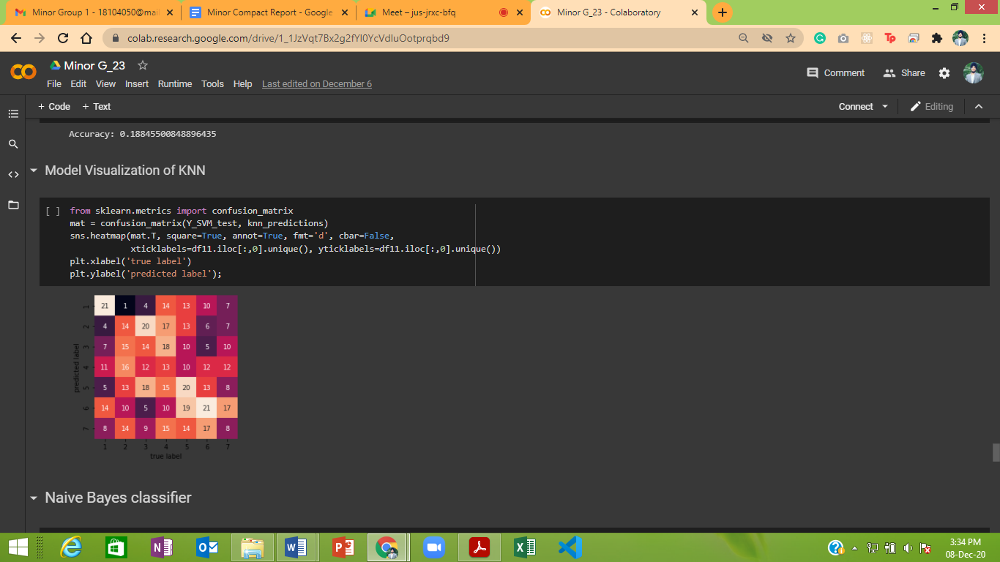 Minor Group 1 - 18104050@mai
Minor Compact Report - Google
Meet – jus-jrxc-bfq
Minor G_23 - Colaboratory
colab.research.google.com/drive/1_1JzVqt7Bx2g2fYl0YcVdIuOotprqbd9
Minor G_23
File Edit View Insert Runtime Tools Help Last edited on December 6
Comment Share
+ Code + Text
Connect Editing
Accuracy: 0.18845500848896435
Model Visualization of KNN
[ ] from sklearn.metrics import confusion_matrix
mat = confusion_matrix(Y_SVM_test, knn_predictions)
sns.heatmap(mat.T, square=True, annot=True, fmt='d', cbar=False,
xticklabels=df11.iloc[:,0].unique(), yticklabels=df11.iloc[:,0].unique())
plt.xlabel('true label')
plt.ylabel('predicted label');
predicted label
1 21 1 4 14 13 10 7
2 4 14 20 17 13 6 7
3 7 15 14 18 10 5 10
4 11 16 12 13 10 12 12
5 5 13 18 15 20 13 8
6 14 10 5 10 19 21 17
7 8 14 9 15 14 17 8
1 2 3 4 5 6 7
true label
Naive Bayes classifier
3:34 PM
08-Dec-20